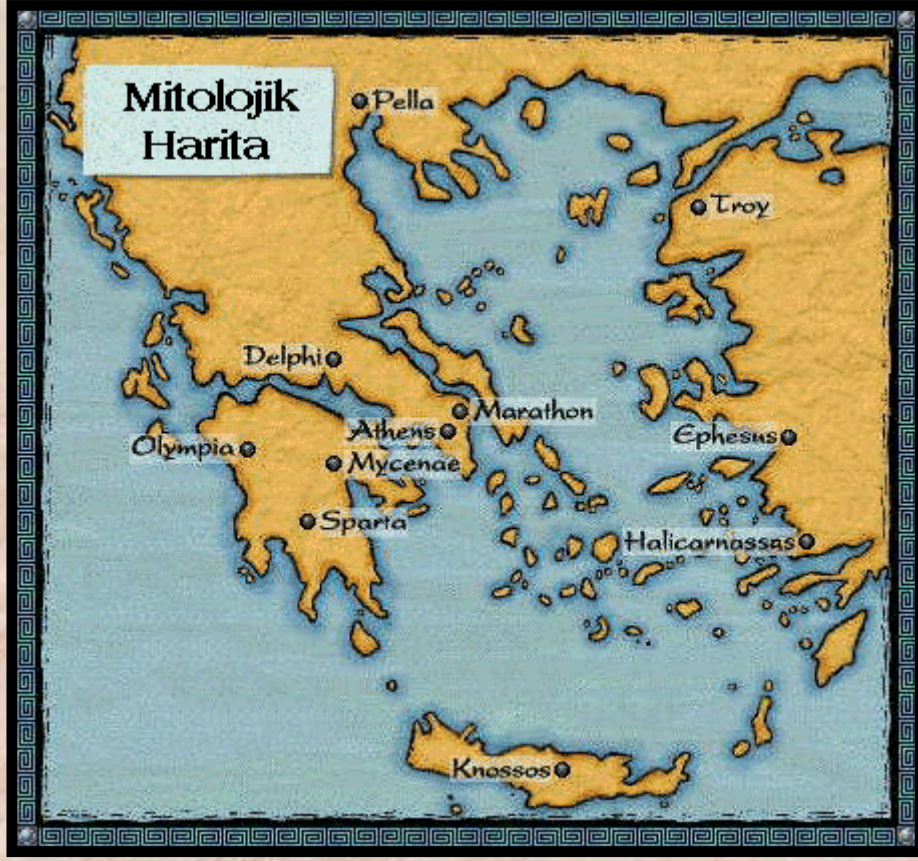 Mitolojik
Harita
Pella
Troy
Delphi
Marathon
Athens
Ephesus
Olympia
Mycenae
Sparta
Halicarnassas
Knossos